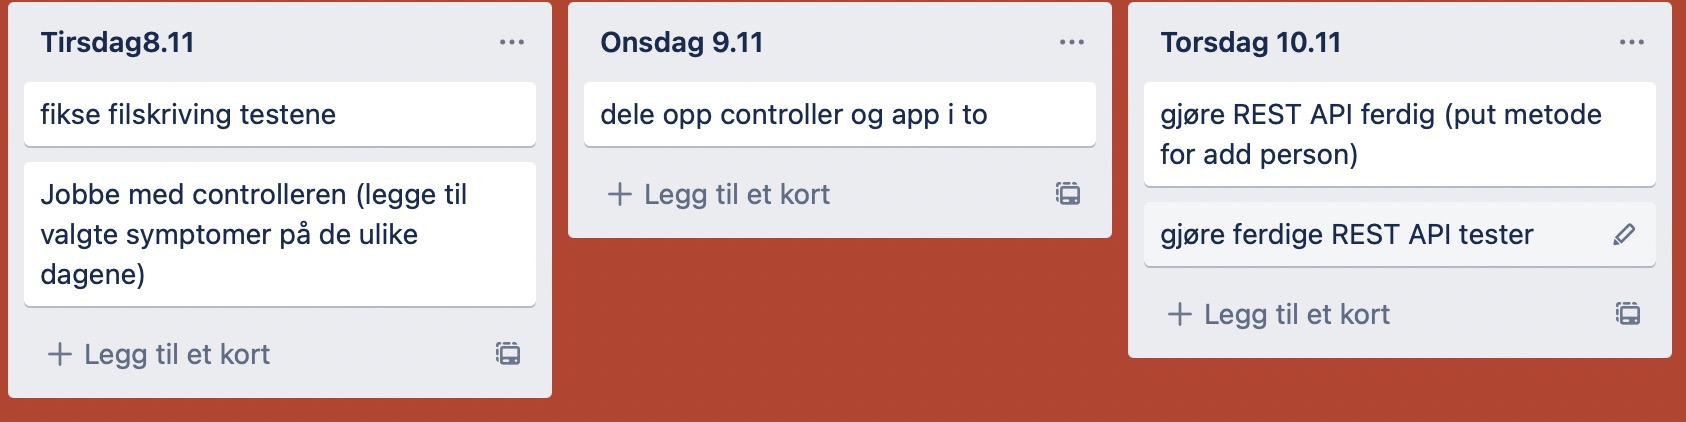 Tirsdag8.11
fikse filskriving testene
Jobbe med controlleren (legge til
valgte symptomer på de ulike
dagene)
Legg til et kort
Onsdag 9.11
dele opp controller og app i to
Legg til et kort
Torsdag 10.11
gjøre REST API ferdig (put metode
for add person)
gjøre ferdige REST API tester
Legg til et kort